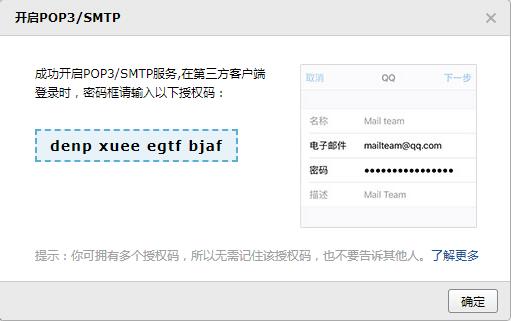 开启POP3/SMTP
成功开启POP3/SMTP服务,在第三方客户端
登录时，密码框请输入以下授权码：
denp xuee egtf bjaf
取消 QQ 下一步
名称 Mail team
电子邮件 mailteam@qq.com
密码 ●●●●●●●●●●●●●●●●
描述 Mail Team
提示：你可拥有多个授权码，所以无需记住该授权码，也不要告诉其他人。了解更多
确定